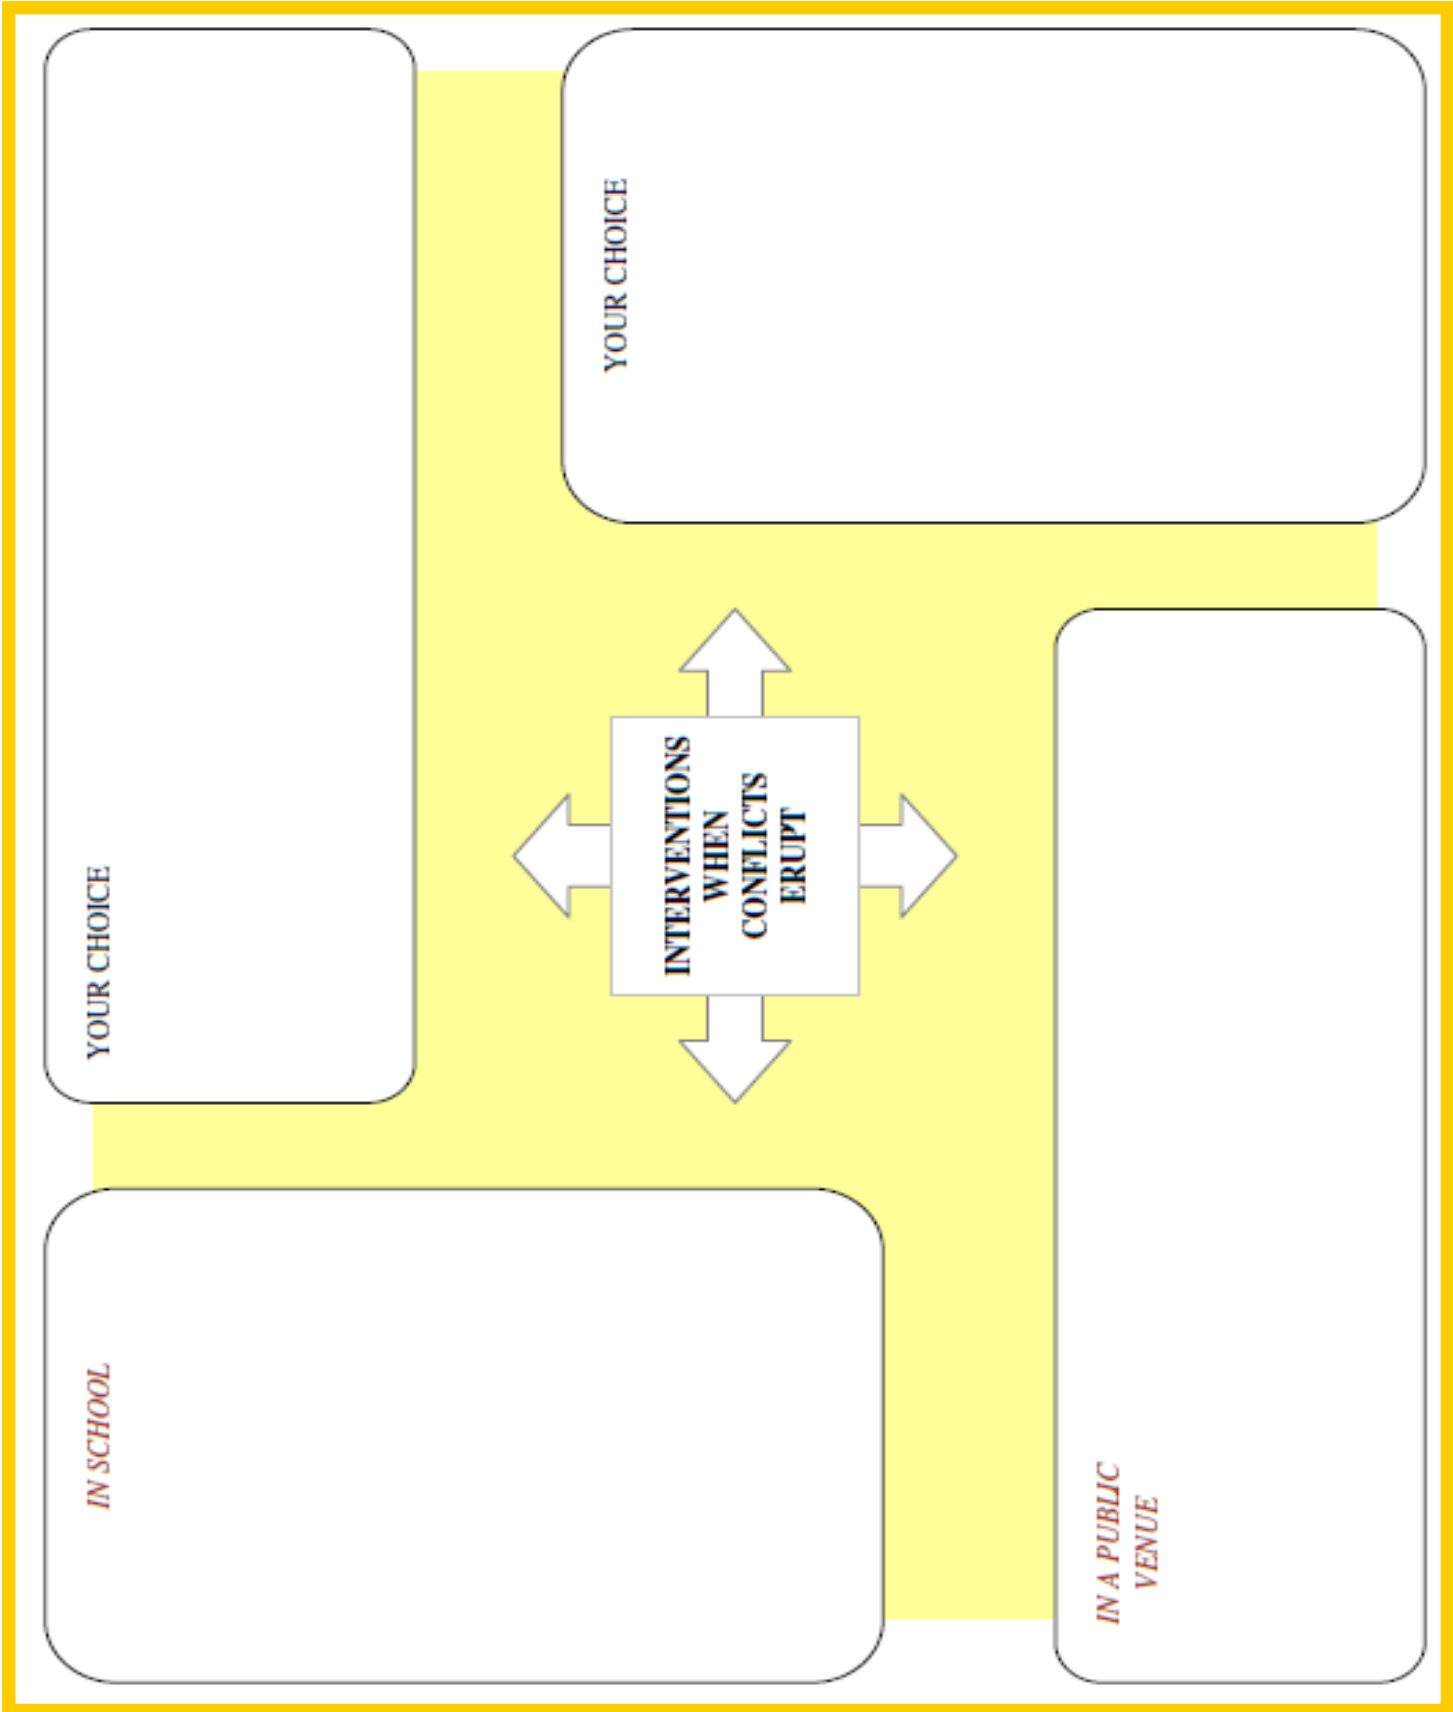 IN SCHOOL
YOUR CHOICE
YOUR CHOICE
INTERVENTIONS
WHEN
CONFLICTS
ERUPT
IN A PUBLIC
VENUE